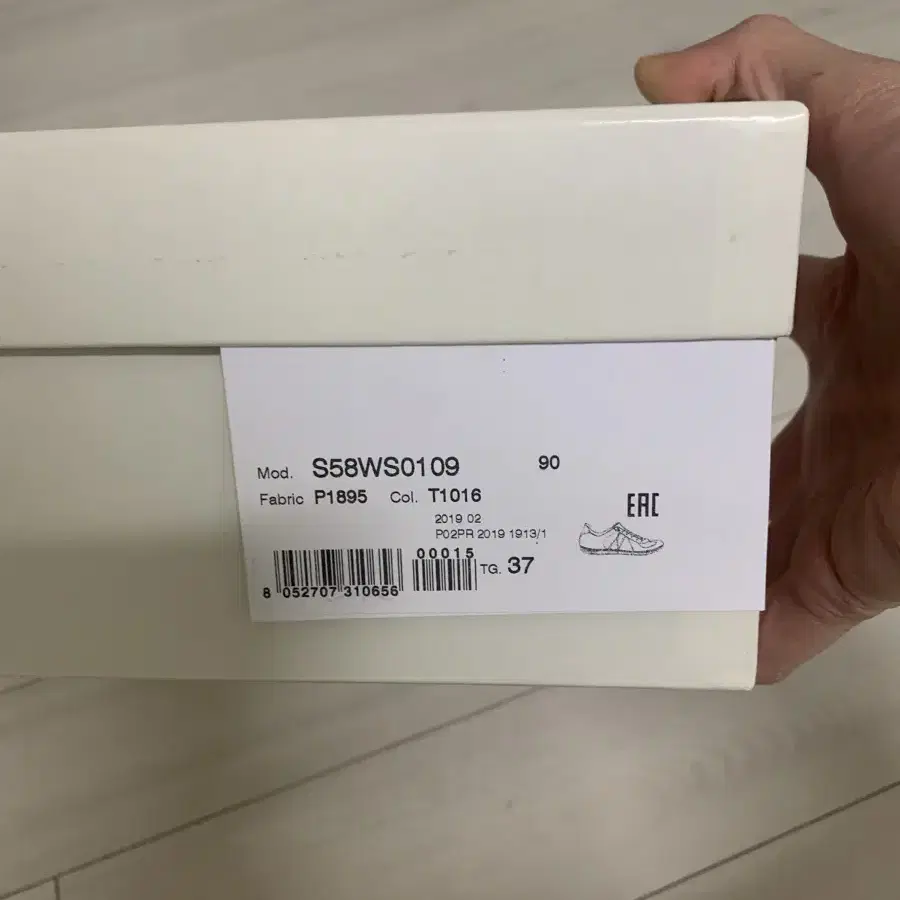 Mod. S58WS0109 90
Fabric P1895 Col. T1016
EAC
2019 02
P02PR 2019 1913/1
00015
TG. 37
8 052707 310656